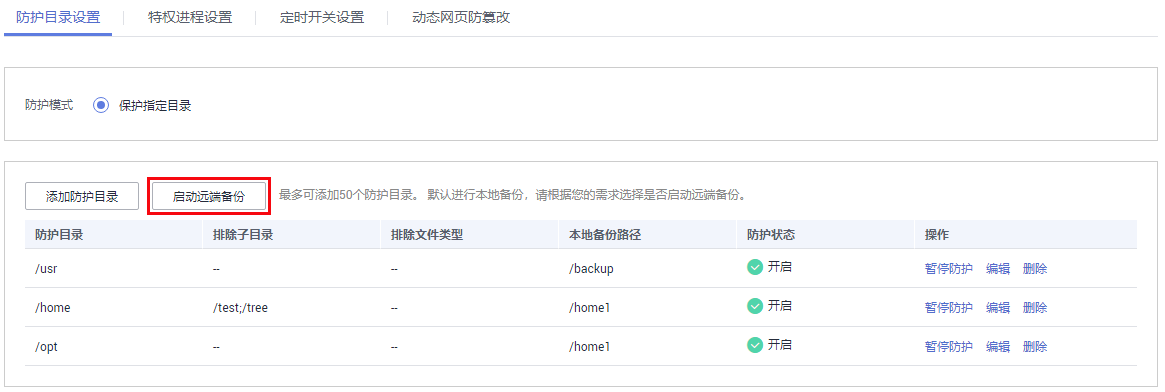 防护目录设置 特权进程设置 定时开关设置 动态网页防篡改
防护模式 保护指定目录
添加防护目录 启动远端备份 最多可添加50个防护目录。 默认进行本地备份，请根据您的需求选择是否启动远端备份。
防护目录 排除子目录 排除文件类型 本地备份路径 防护状态 操作
/usr -- -- /backup 开启 暂停防护 编辑 删除
/home /test;/tree -- /home1 开启 暂停防护 编辑 删除
/opt -- -- /home1 开启 暂停防护 编辑 删除